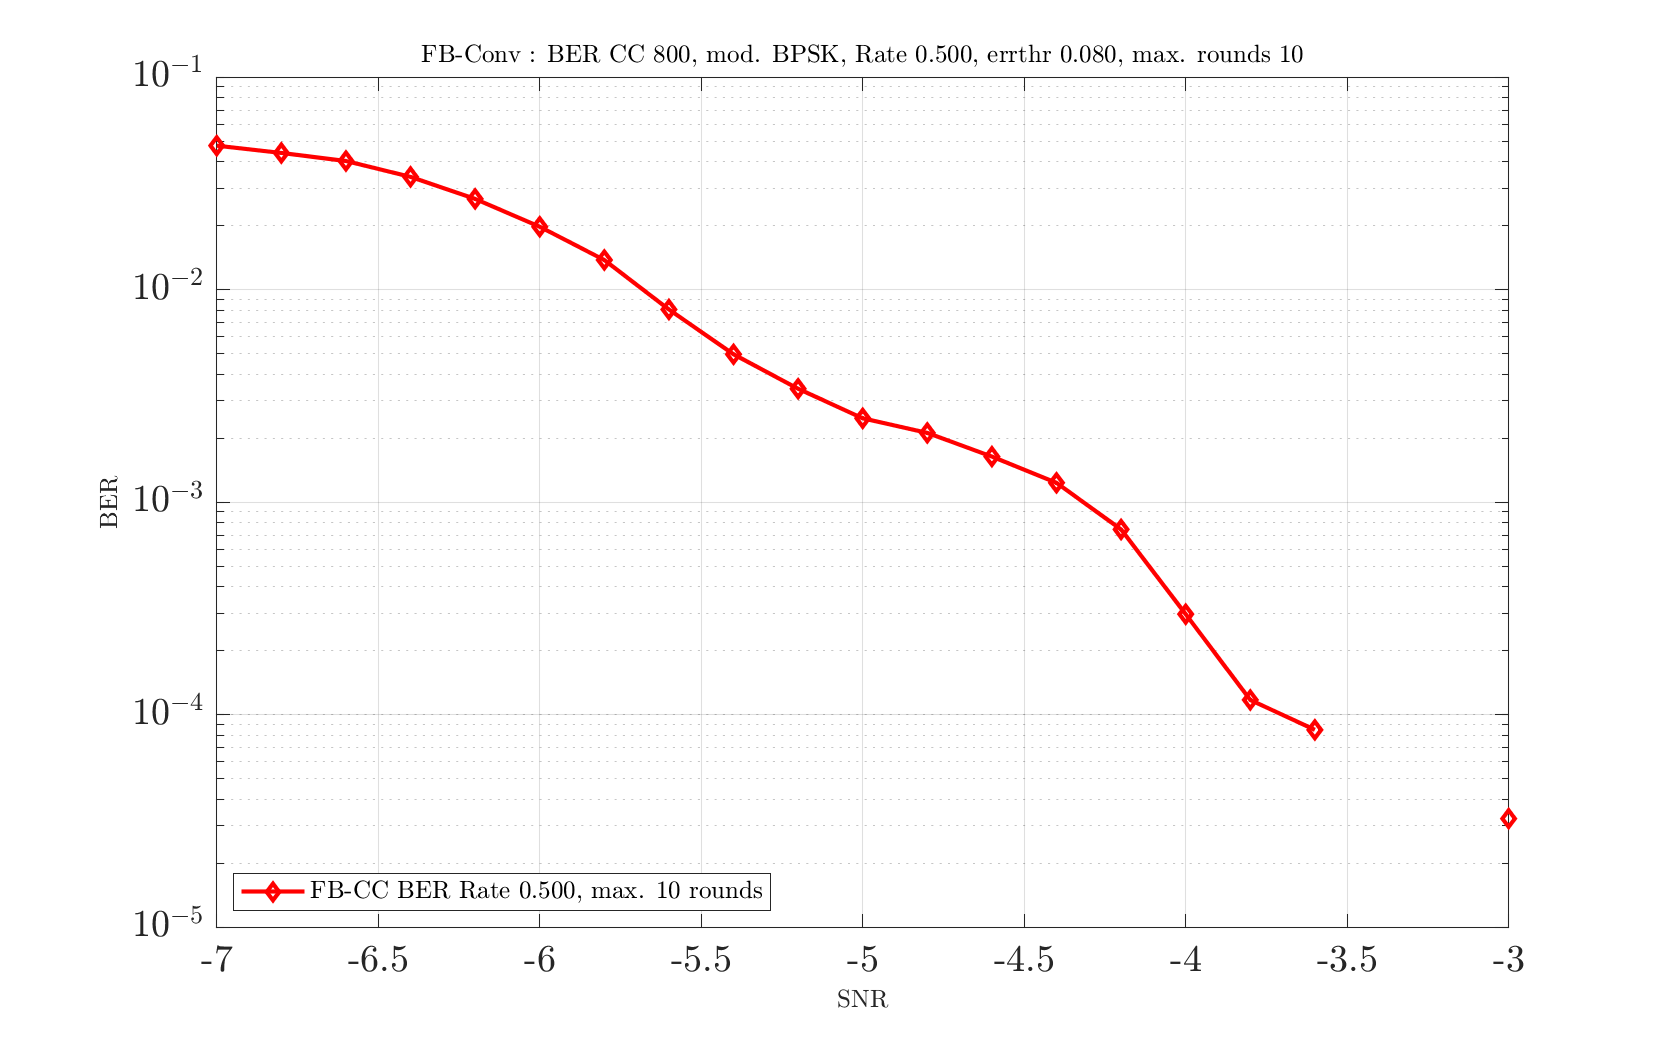 FB-Conv : BER CC 800, mod. BPSK, Rate 0.500, errthr 0.080, max. rounds 10
10^{-1}
10^{-2}
10^{-3}
10^{-4}
10^{-5}
BER
FB-CC BER Rate 0.500, max. 10 rounds
-7 -6.5 -6 -5.5 -5 -4.5 -4 -3.5 -3
SNR